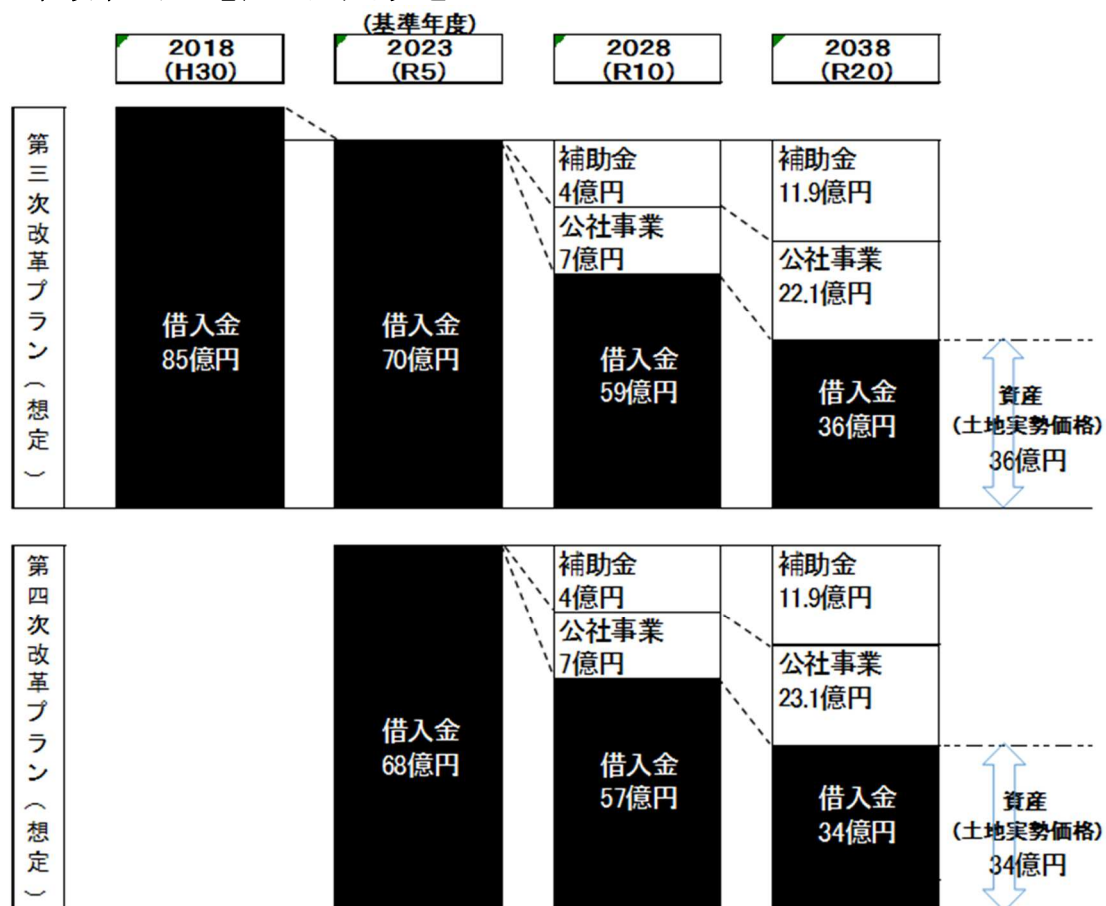 (基準年度)
2018
(H30)
2023
(R5)
2028
(R10)
2038
(R20)
第三次改革プラン(想定)
借入金
85億円
借入金
70億円
補助金
4億円
公社事業
7億円
借入金
59億円
補助金
11.9億円
公社事業
22.1億円
借入金
36億円
資産
(土地実勢価格)
36億円
第四次改革プラン(想定)
借入金
68億円
補助金
4億円
公社事業
7億円
借入金
57億円
補助金
11.9億円
公社事業
23.1億円
借入金
34億円
資産
(土地実勢価格)
34億円